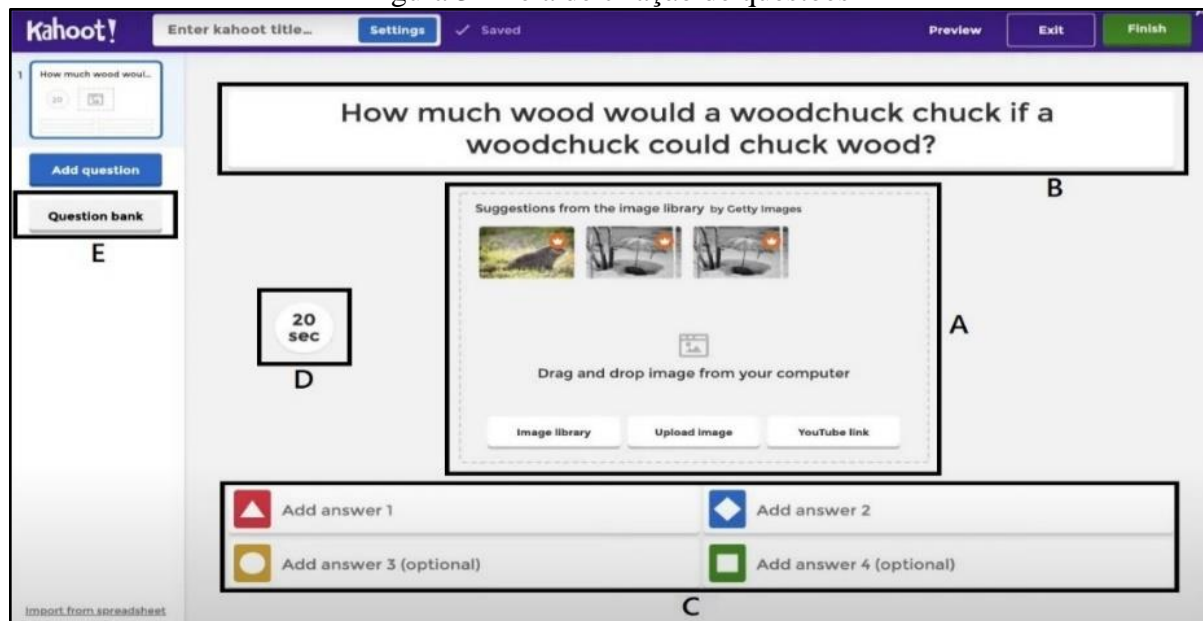 Kahoot!
Enter kahoot title...
Settings
✓ Saved
Preview
Exit
Finish
1
How much wood woul...
20
Add question
Question bank
E
How much wood would a woodchuck chuck if a
woodchuck could chuck wood?
B
Suggestions from the image library by Getty Images
A
20
sec
D
Drag and drop image from your computer
Image library
Upload image
YouTube link
Add answer 1
Add answer 2
Add answer 3 (optional)
Add answer 4 (optional)
C
Import from spreadsheet